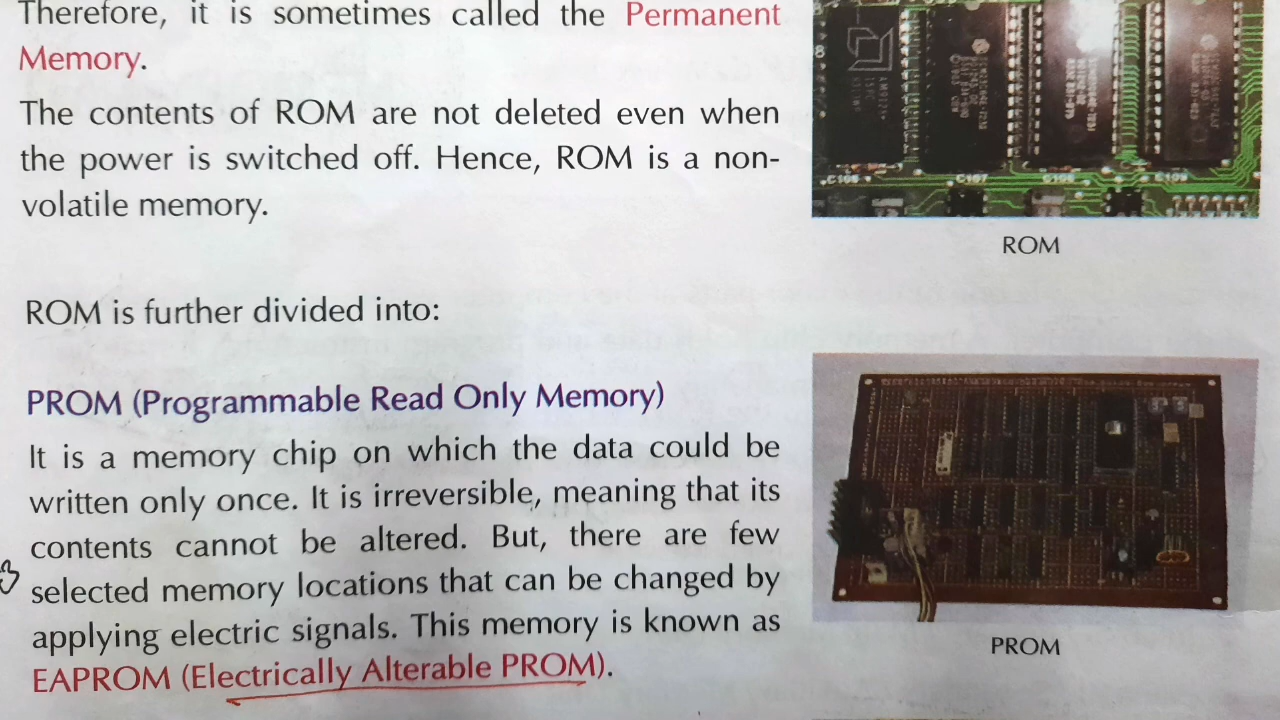 Therefore, it is sometimes called the Permanent
Memory.
The contents of ROM are not deleted even when
the power is switched off. Hence, ROM is a non-
volatile memory.
ROM
ROM is further divided into:
PROM (Programmable Read Only Memory)
It is a memory chip on which the data could be
written only once. It is irreversible, meaning that its
contents cannot be altered. But, there are few
selected memory locations that can be changed by
applying electric signals. This memory is known as
EAPROM (Electrically Alterable PROM).
PROM